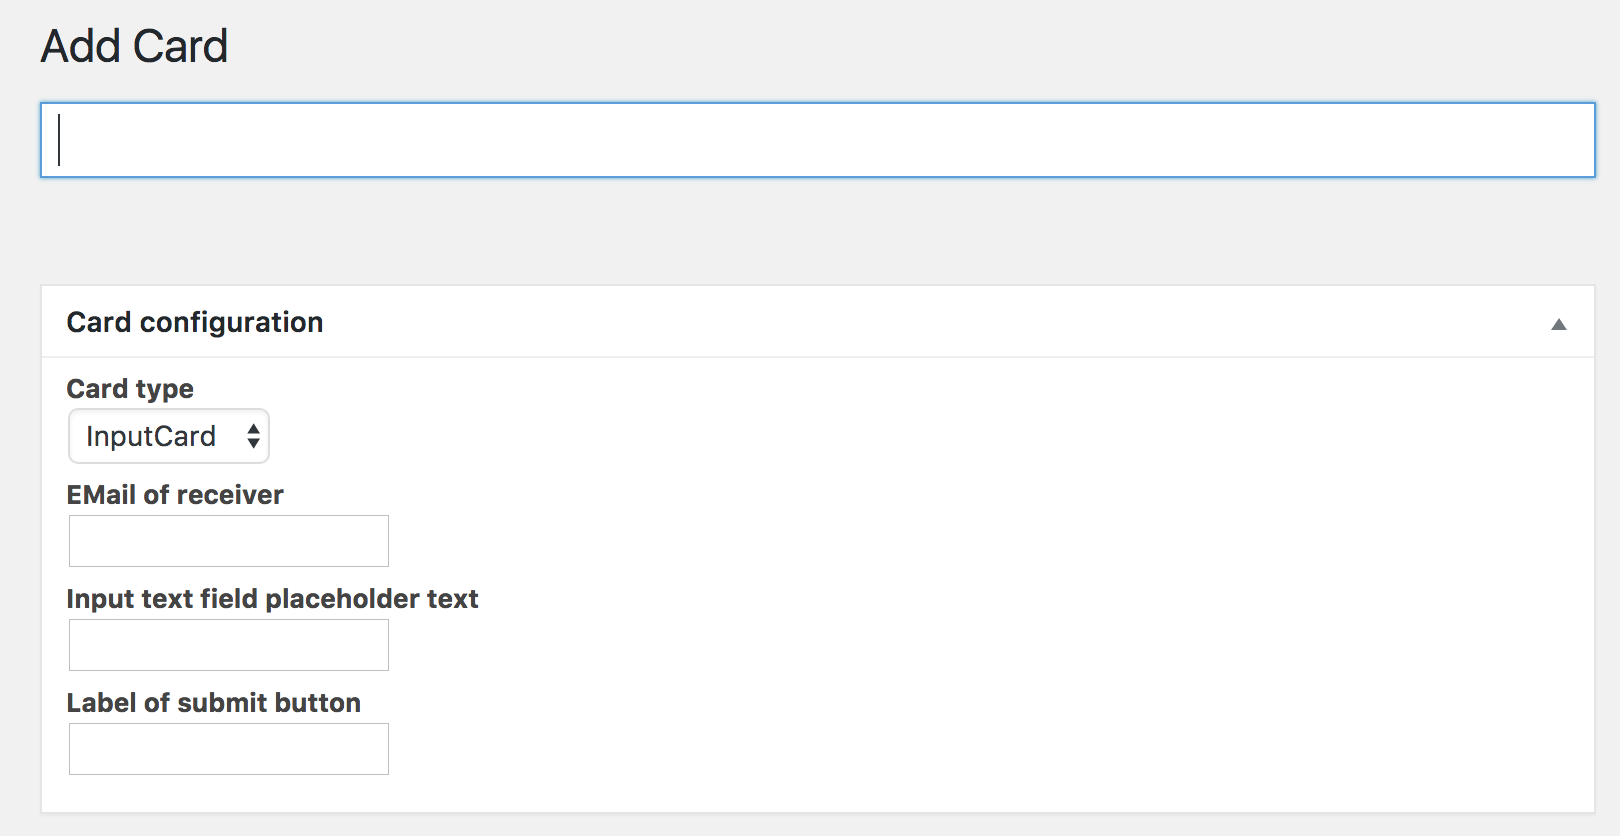 Add Card
Card configuration
Card type
InputCard
EMail of receiver
Input text field placeholder text
Label of submit button